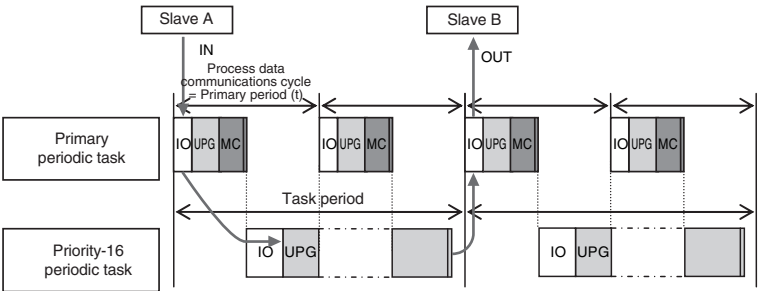 Slave A
Slave B
IN
OUT
Process data
communications cycle
= Primary period (t)
Primary
periodic task
IO UPG MC
IO UPG MC
IO UPG MC
IO UPG MC
Task period
Priority-16
periodic task
IO UPG
IO UPG